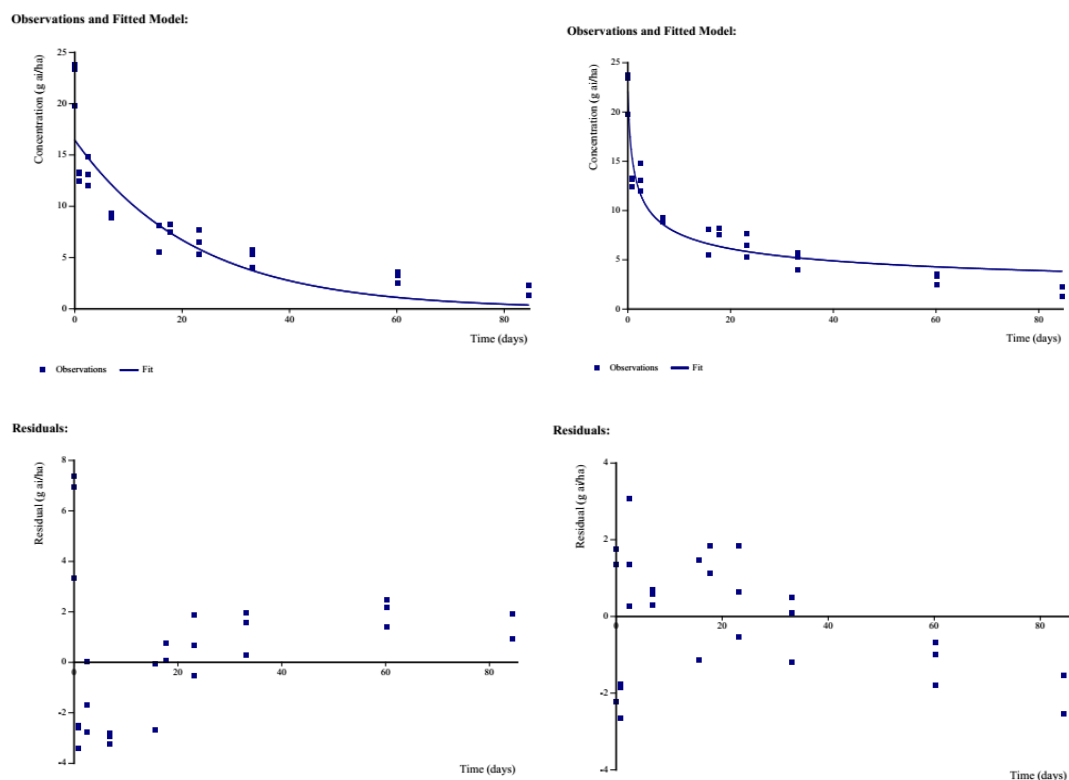 Observations and Fitted Model:
Concentration (g ai/ha)
25
20
15
10
5
0
0
20
40
60
80
Time (days)
Observations
Fit
Observations and Fitted Model:
Concentration (g ai/ha)
25
20
15
10
5
0
0
20
40
60
80
Time (days)
Observations
Fit
Residuals:
Residual (g ai/ha)
8
6
4
2
0
-2
-4
0
20
40
60
80
Time (days)
Residuals:
Residual (g ai/ha)
4
2
0
-2
-4
0
20
40
60
80
Time (days)